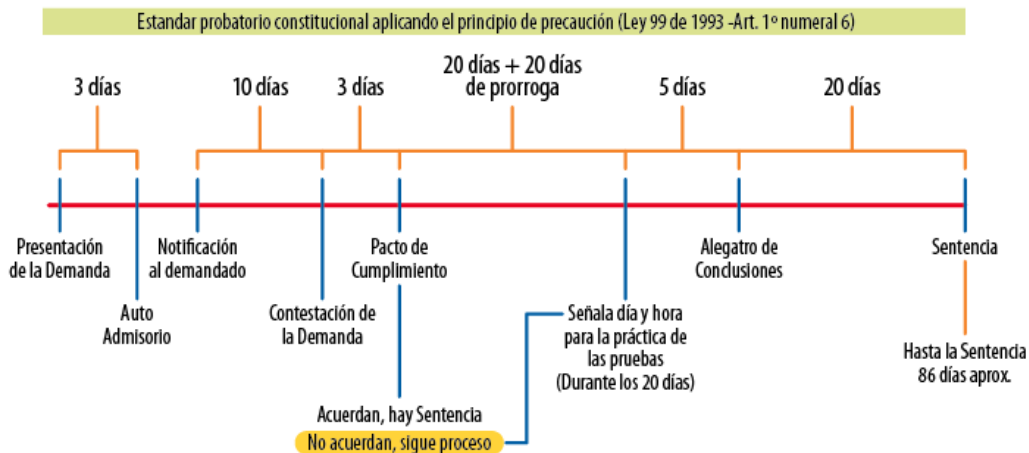 Estandar probatorio constitucional aplicando el principio de precaución (Ley 99 de 1993 -Art. 1º numeral 6)
3 días
10 días
3 días
20 días + 20 días
de prorroga
5 días
20 días
Presentación
de la Demanda
Auto
Admisorio
Notificación
al demandado
Contestación de
la Demanda
Pacto de
Cumplimiento
Acuerdan, hay Sentencia
No acuerdan, sigue proceso
Señala día y hora
para la práctica de
las pruebas
(Durante los 20 días)
Alegatro de
Conclusiones
Sentencia
Hasta la Sentencia
86 días aprox.